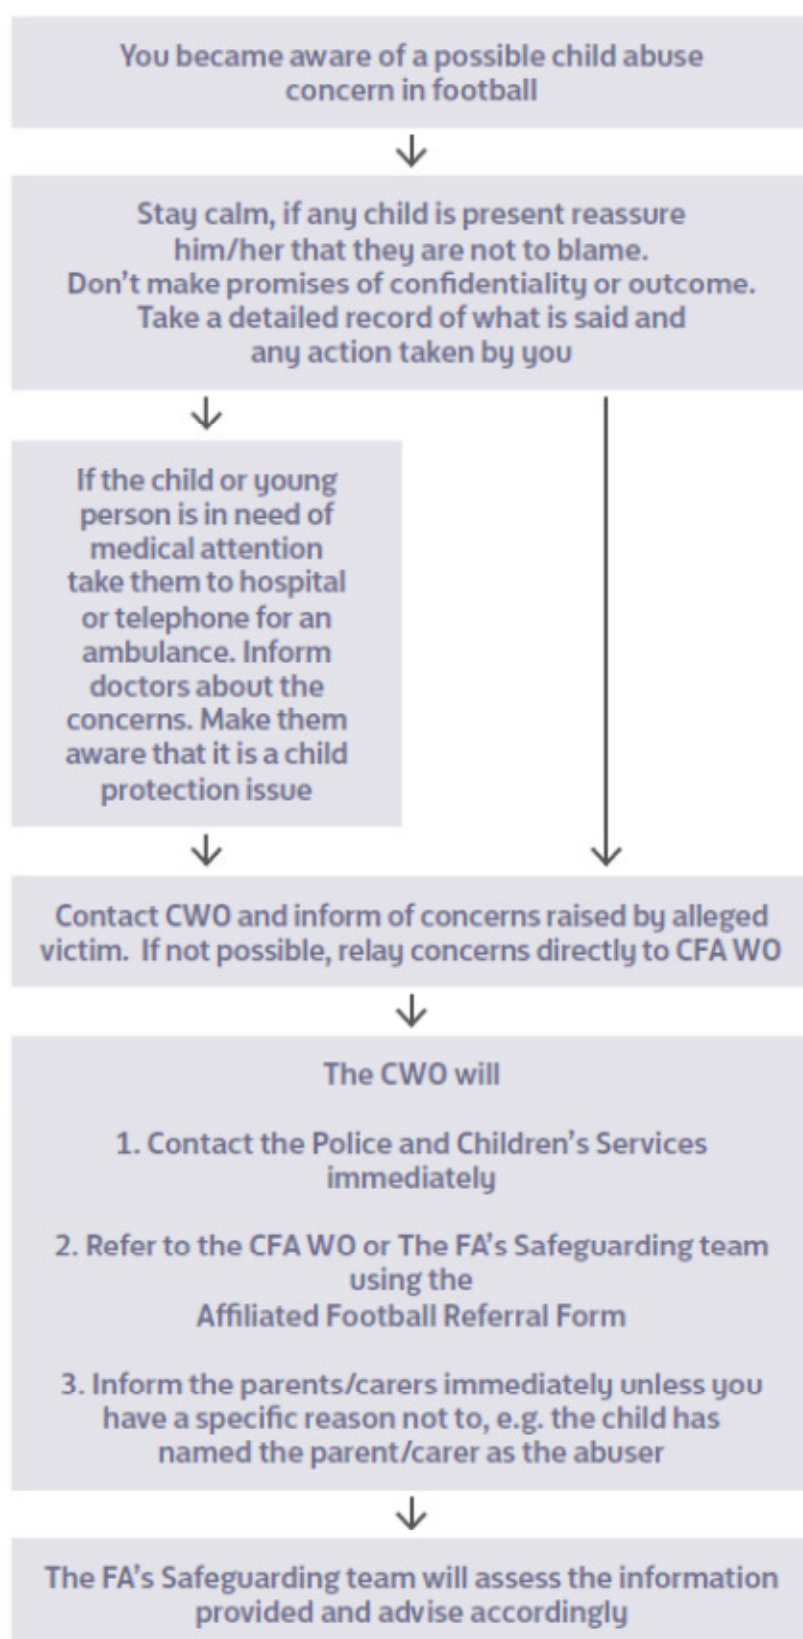 You became aware of a possible child abuse
concern in football
Stay calm, if any child is present reassure
him/her that they are not to blame.
Don't make promises of confidentiality or outcome.
Take a detailed record of what is said and
any action taken by you
If the child or young
person is in need of
medical attention
take them to hospital
or telephone for an
ambulance. Inform
doctors about the
concerns. Make them
aware that it is a child
protection issue
Contact CWO and inform of concerns raised by alleged
victim. If not possible, relay concerns directly to CFA WO
The CWO will
1. Contact the Police and Children's Services
immediately
2. Refer to the CFA WO or The FA's Safeguarding team
using the
Affiliated Football Referral Form
3. Inform the parents/carers immediately unless you
have a specific reason not to, e.g. the child has
named the parent/carer as the abuser
The FA's Safeguarding team will assess the information
provided and advise accordingly